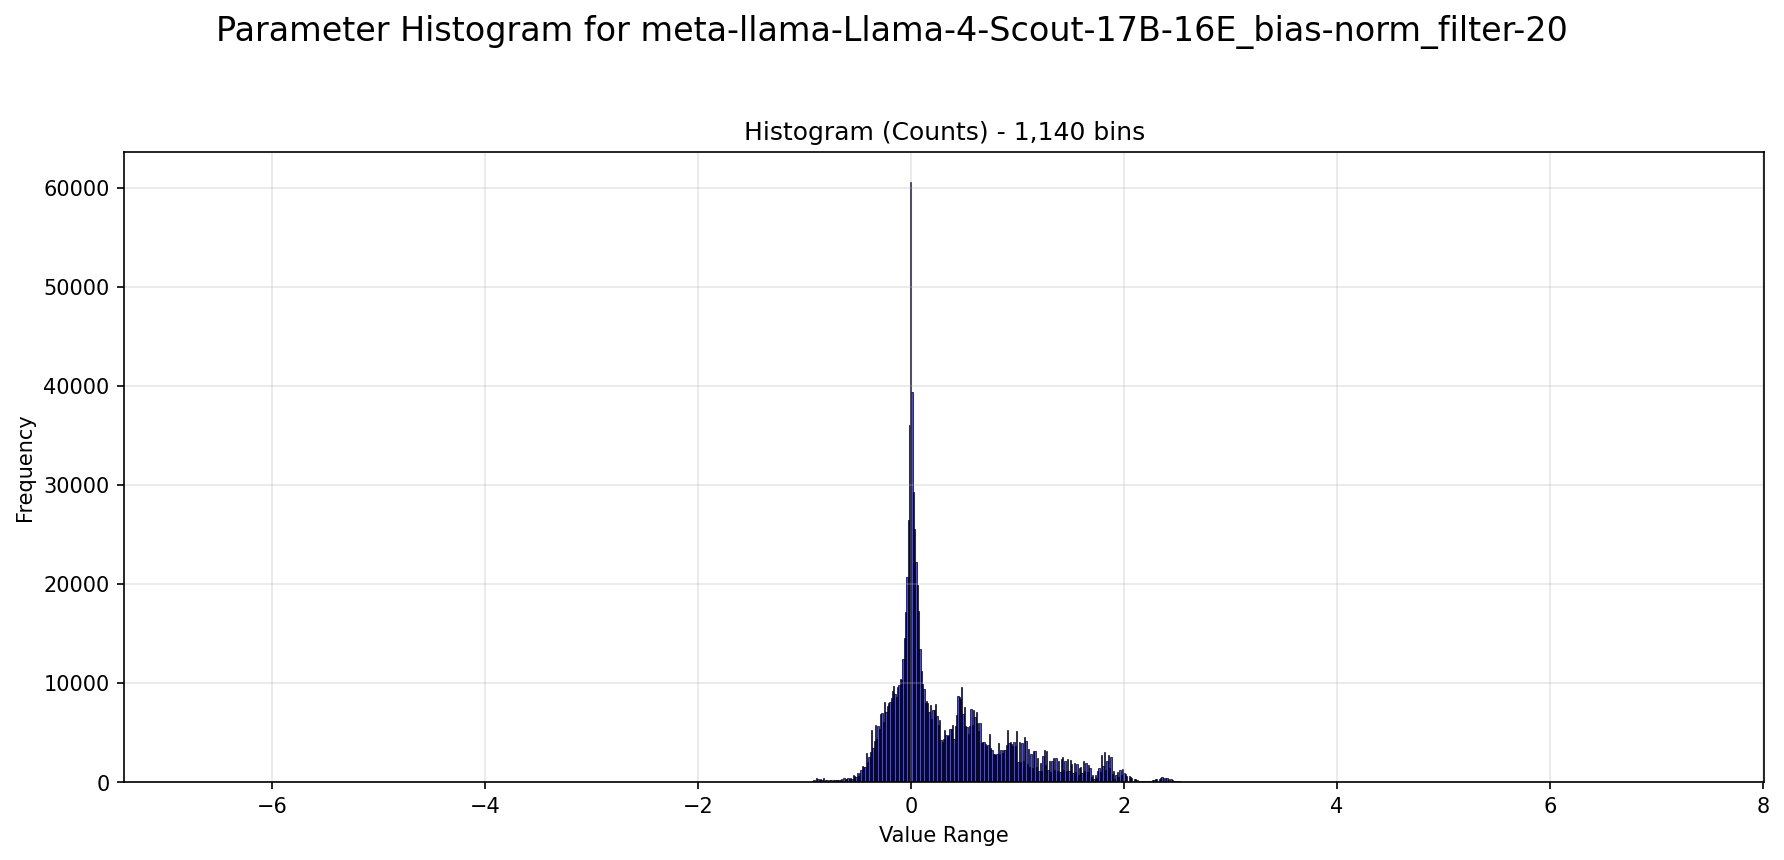 Parameter Histogram for meta-llama-Llama-4-Scout-17B-16E_bias-norm_filter-20
Histogram (Counts) - 1,140 bins
Frequency
60000
50000
40000
30000
20000
10000
0
−6 −4 −2 0 2 4 6 8
Value Range